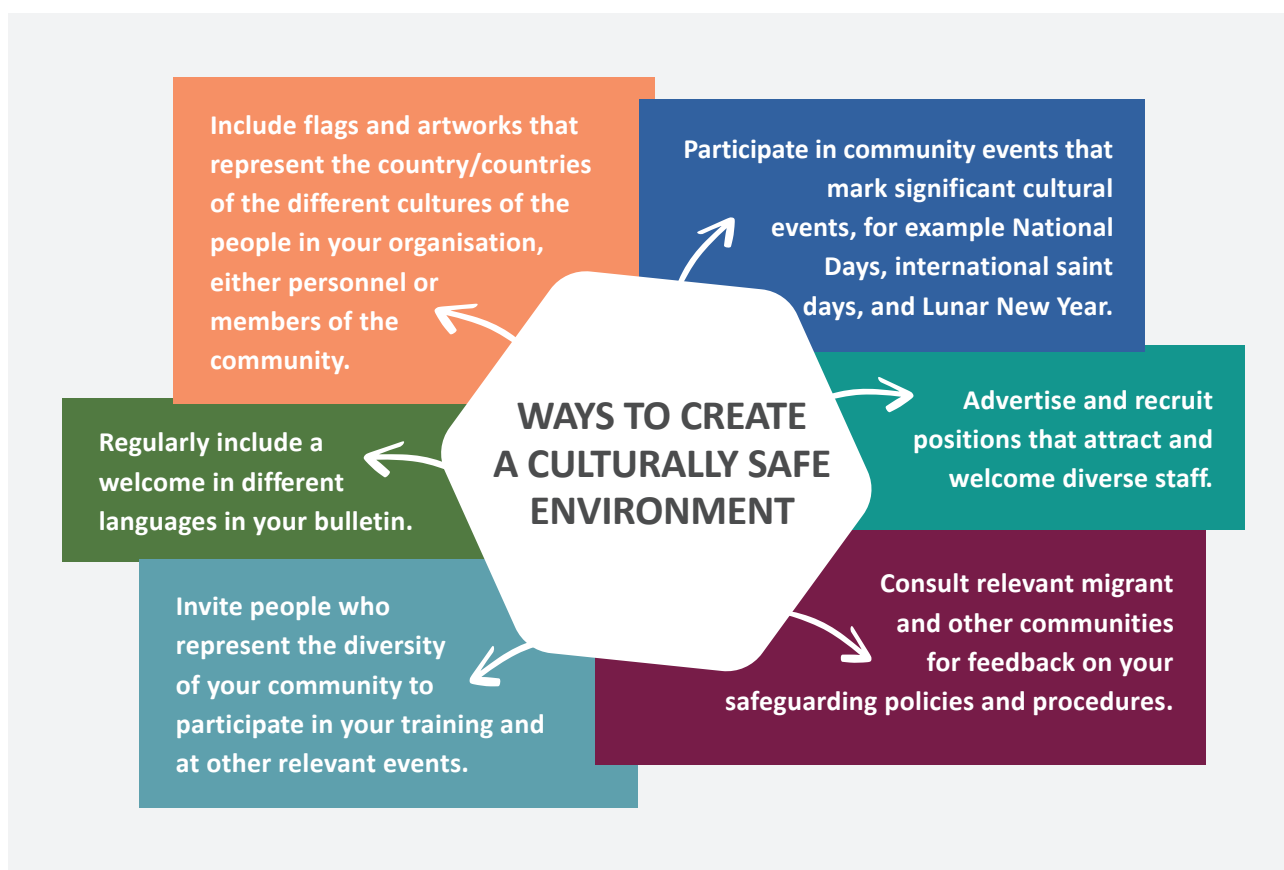 Include flags and artworks that
represent the country/countries
of the different cultures of the
people in your organisation,
either personnel or
members of the
community.
Participate in community events that
mark significant cultural
events, for example National
Days, international saint
days, and Lunar New Year.
WAYS TO CREATE
A CULTURALLY SAFE
ENVIRONMENT
Advertise and recruit
positions that attract and
welcome diverse staff.
Regularly include a
welcome in different
languages in your bulletin.
Consult relevant migrant
and other communities
for feedback on your
safeguarding policies and procedures.
Invite people who
represent the diversity
of your community to
participate in your training and
at other relevant events.